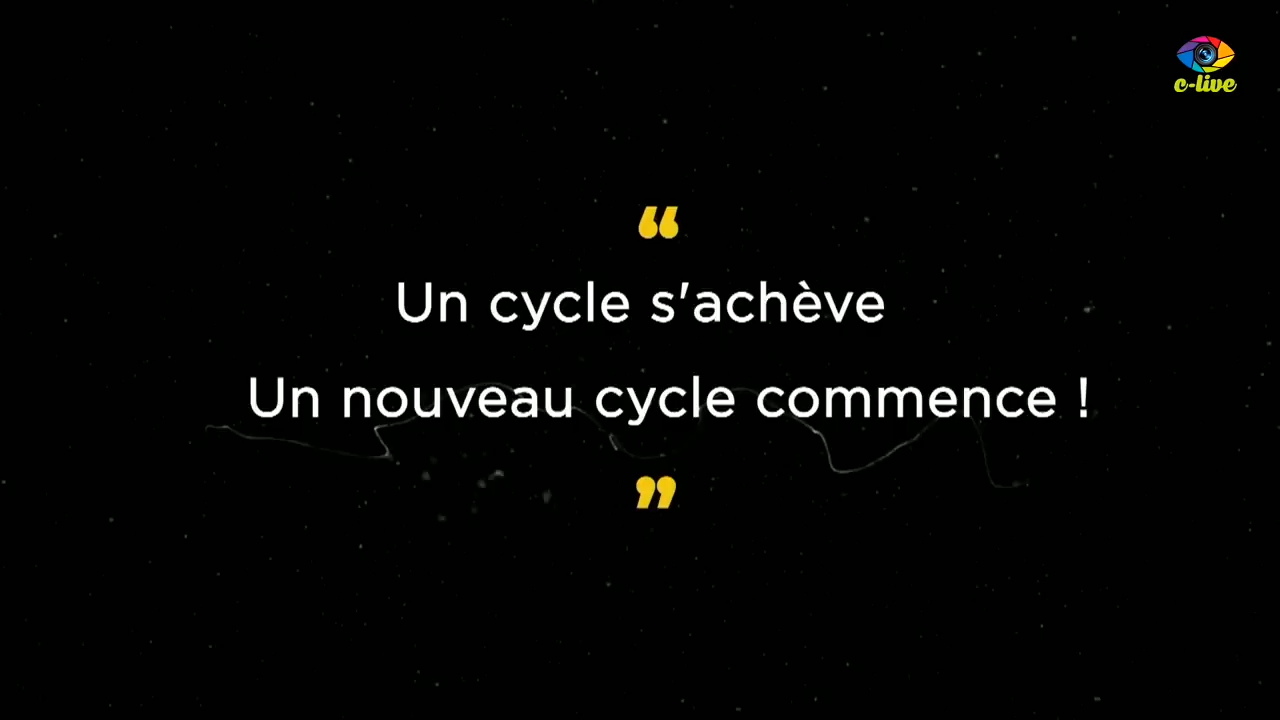 c-live
“
Un cycle s'achève
Un nouveau cycle commence !
”